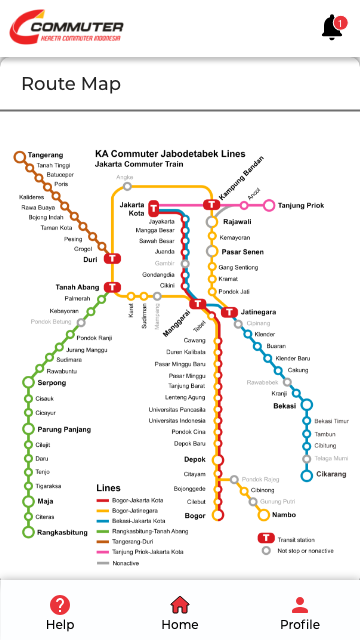 COMMUTER
KERETA COMMUTER INDONESIA
1
Route Map
KA Commuter Jabodetabek Lines
Jakarta Commuter Train
Tangerang
Tanah Tinggi
Batuceper
Poris
Kalideres
Rawa Buaya
Bojong Indah
Taman Kota
Pesing
Grogol
Duri
Angke
Kampung Bandan
Ancol
Tanjung Priok
Jakarta
Kota
Jayakarta
Mangga Besar
Sawah Besar
Juanda
Gambir
Gondangdia
Cikini
Rajawali
Kemayoran
Pasar Senen
Gang Sentiong
Kramat
Pondok Jati
Tanah Abang
Palmerah
Kebayoran
Pondok Betung
Pondok Ranji
Jurang Manggu
Sudimara
Rawabuntu
Serpong
Cisauk
Cicayur
Parung Panjang
Cilejit
Daru
Tenjo
Tigaraksa
Maja
Citeras
Rangkasbitung
Karet
Sudirman
Mampang
Manggarai
Tebet
Jatinegara
Cipinang
Klender
Buaran
Klender Baru
Cakung
Rawabebek
Kranji
Bekasi
Bekasi Timur
Tambun
Cibitung
Telaga Murni
Cikarang
Cawang
Duren Kalibata
Pasar Minggu Baru
Pasar Minggu
Tanjung Barat
Lenteng Agung
Universitas Pancasila
Universitas Indonesia
Pondok Cina
Depok Baru
Depok
Citayam
Bojonggede
Cilebut
Bogor
Pondok Rajeg
Cibinong
Gunung Putri
Nambo
Lines
Bogor-Jakarta Kota
Bogor-Jatinegara
Bekasi-Jakarta Kota
Rangkasbitung-Tanah Abang
Tangerang-Duri
Tanjung Priok-Jakarta Kota
Nonactive
T Transit station
Not stop or nonactive
Help
Home
Profile